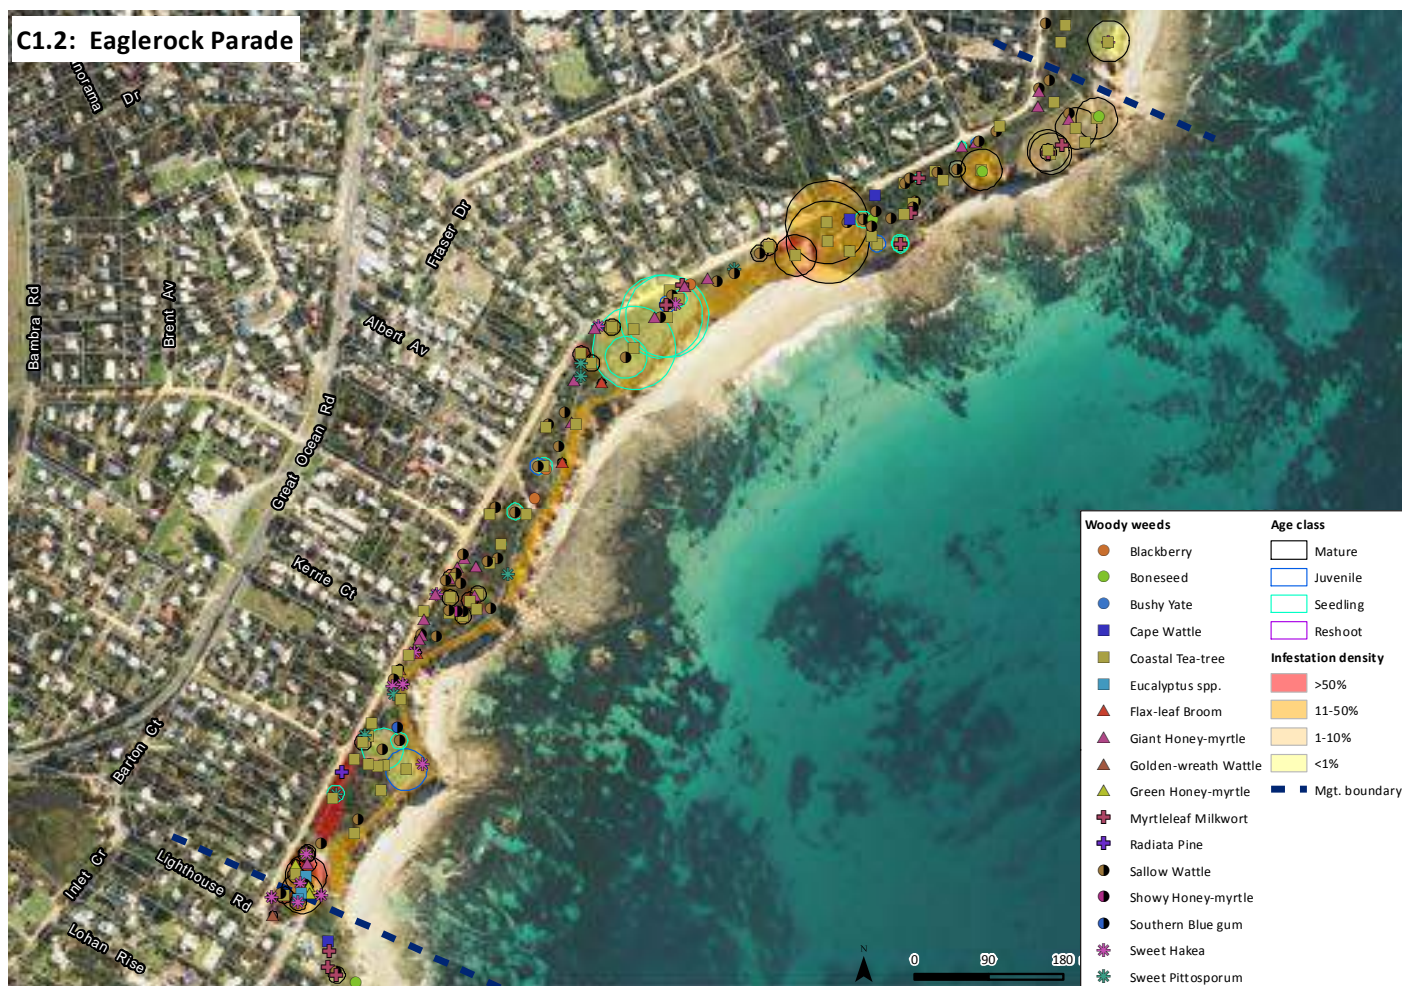 C1.2: Eaglerock Parade
norama
Dr
Fraser Dr
Bambra Rd
Brent Av
Albert Av
Great Ocean Rd
Kerrie Ct
Barton Ct
Inlet Cr
Lighthouse Rd
Lohan Rise
Woody weeds
Blackberry
Boneseed
Bushy Yate
Cape Wattle
Coastal Tea-tree
Eucalyptus spp.
Flax-leaf Broom
Giant Honey-myrtle
Golden-wreath Wattle
Green Honey-myrtle
Myrtleleaf Milkwort
Radiata Pine
Sallow Wattle
Showy Honey-myrtle
Southern Blue gum
Sweet Hakea
Sweet Pittosporum
Age class
Mature
Juvenile
Seedling
Reshoot
Infestation density
>50%
11-50%
1-10%
<1%
Mgt. boundary
N
0 90 180